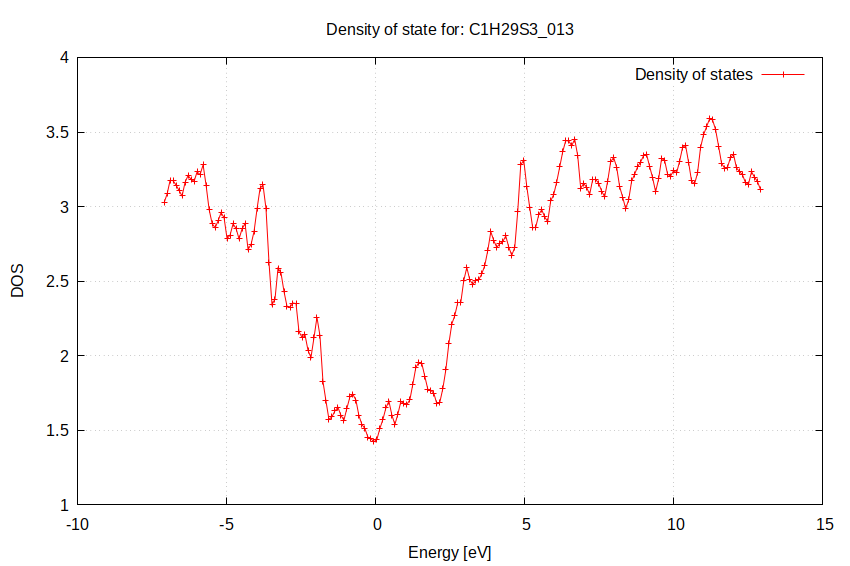 Density of state for: C1H29S3_013
Density of states
4
3.5
3
2.5
2
1.5
1
DOS
-10 -5 0 5 10 15
Energy [eV]